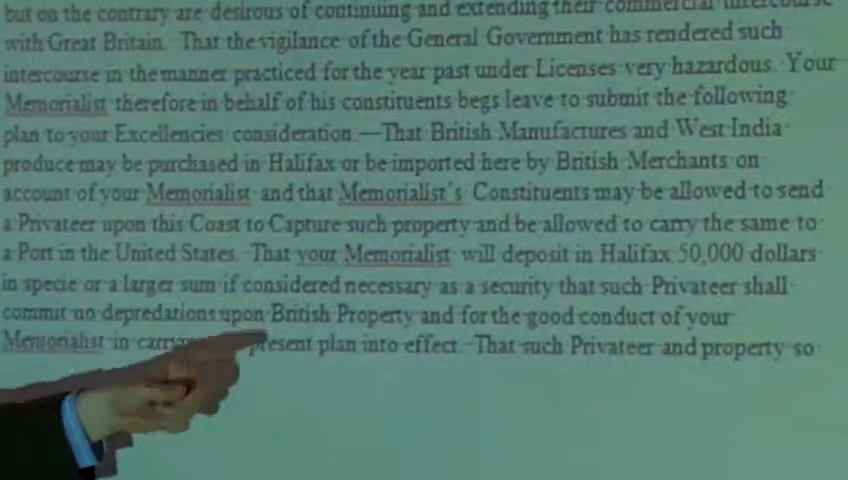 but on the contrary are desirous of continuing and extending their commercial intercourse
with Great Britain. That the vigilance of the General Government has rendered such
intercourse in the manner practiced for the year past under Licenses very hazardous. Your
Memorialist therefore in behalf of his constituents begs leave to submit the following
plan to your Excellencies consideration.—That British Manufactures and West India
produce may be purchased in Halifax or be imported here by British Merchants on
account of your Memorialist and that Memorialist's Constituents may be allowed to send
a Privateer upon this Coast to Capture such property and be allowed to carry the same to
a Port in the United States. That your Memorialist will deposit in Halifax 50,000 dollars
in specie or a larger sum if considered necessary as a security that such Privateer shall
commit no depredations upon British Property and for the good conduct of your
Memorialist in present plan into effect. That such Privateer and property so